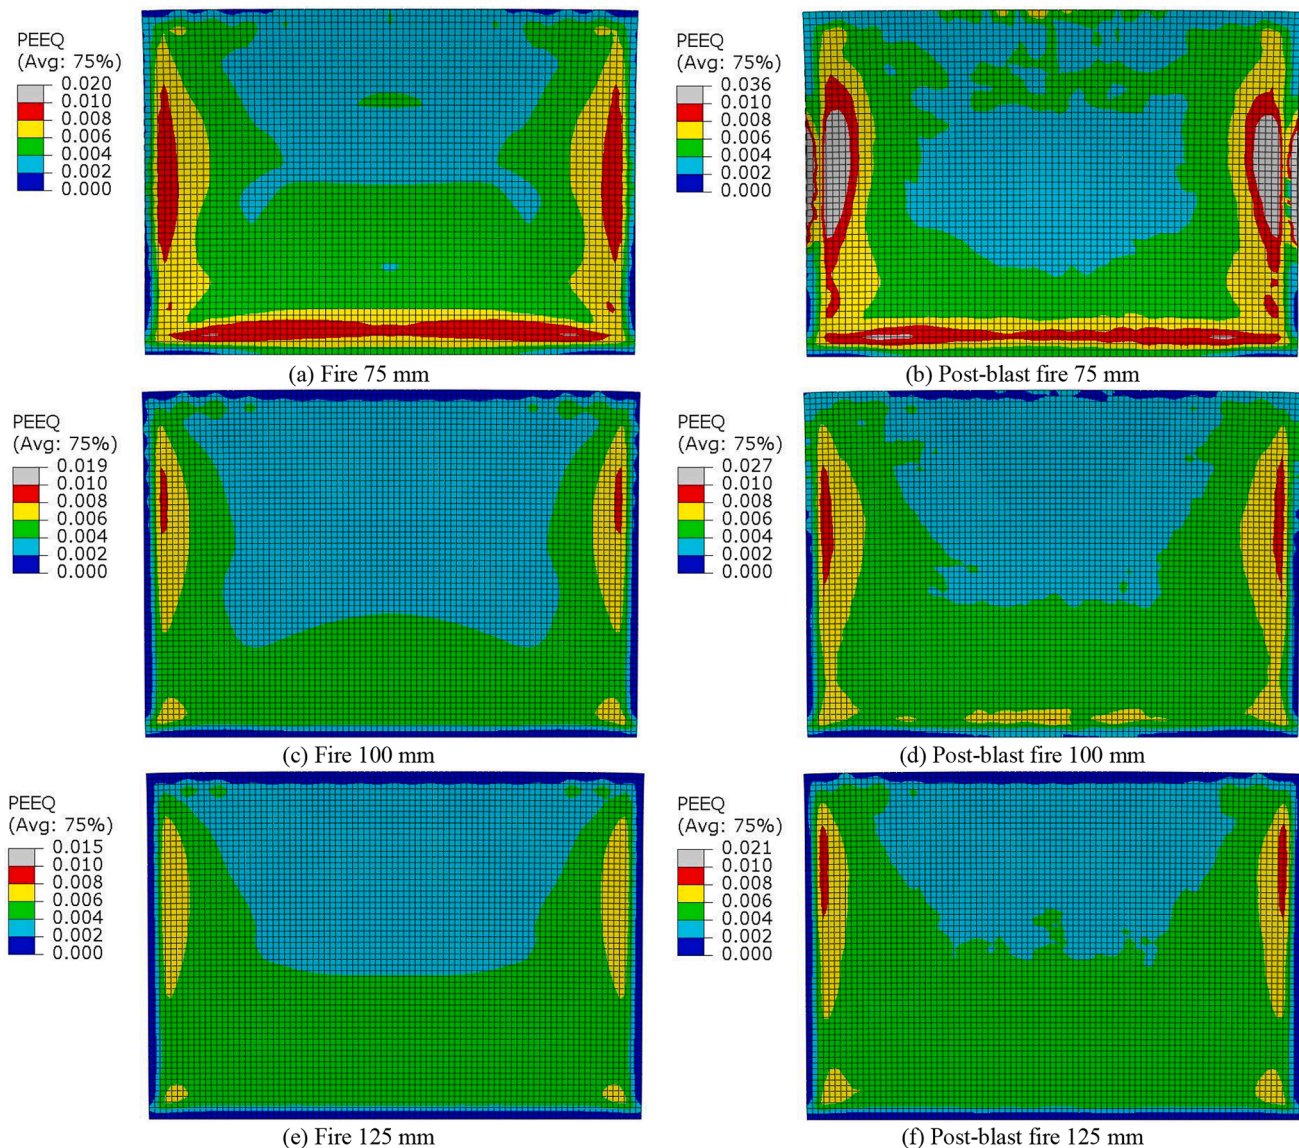 PEEQ
(Avg: 75%)
0.020
0.010
0.008
0.006
0.004
0.002
0.000
(a) Fire 75 mm
PEEQ
(Avg: 75%)
0.036
0.010
0.008
0.006
0.004
0.002
0.000
(b) Post-blast fire 75 mm
PEEQ
(Avg: 75%)
0.019
0.010
0.008
0.006
0.004
0.002
0.000
(c) Fire 100 mm
PEEQ
(Avg: 75%)
0.027
0.010
0.008
0.006
0.004
0.002
0.000
(d) Post-blast fire 100 mm
PEEQ
(Avg: 75%)
0.015
0.010
0.008
0.006
0.004
0.002
0.000
(e) Fire 125 mm
PEEQ
(Avg: 75%)
0.021
0.010
0.008
0.006
0.004
0.002
0.000
(f) Post-blast fire 125 mm